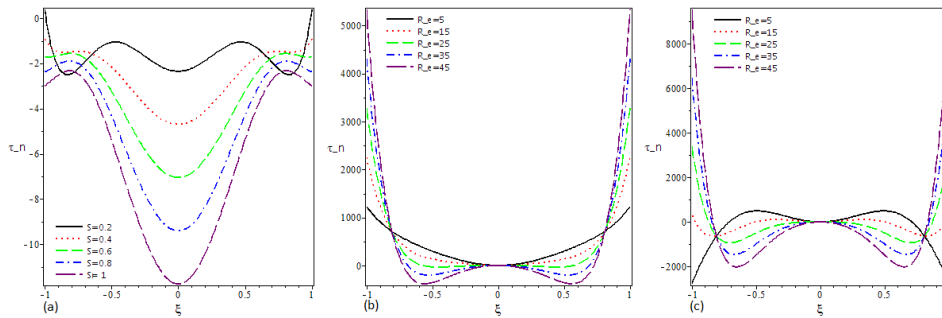 0
-2
-4
-6
τ_n
-8
-10
S=0.2
S=0.4
S=0.6
S=0.8
S= 1
-1
-0.5
0
0.5
1
(a)
ξ
5000
4000
3000
τ_n
2000
1000
0
R_e=5
R_e=15
R_e=25
R_e=35
R_e=45
-1
-0.5
0
0.5
1
(b)
ξ
8000
6000
τ_n
4000
2000
0
-2000
R_e=5
R_e=15
R_e=25
R_e=35
R_e=45
-1
-0.5
0
0.5
(c)
ξ